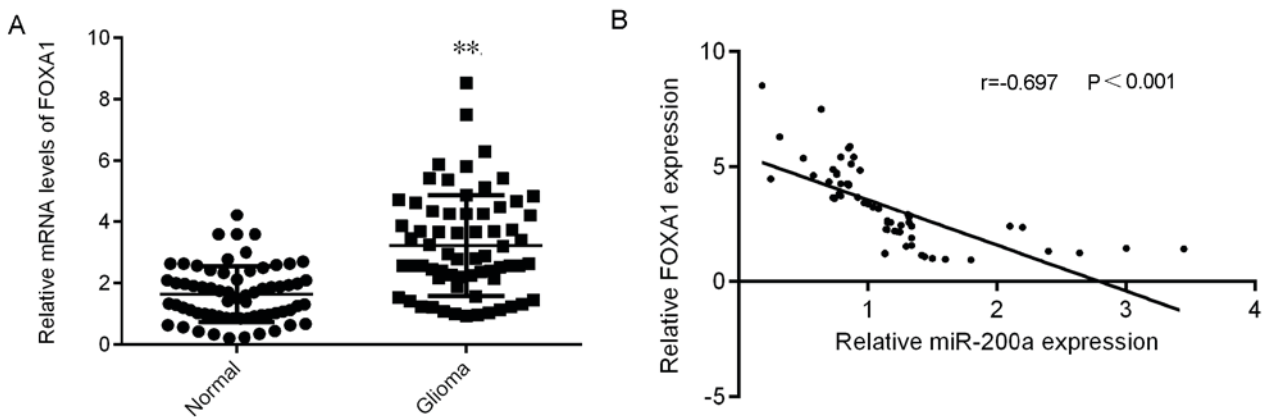 A
Relative mRNA levels of FOXA1
10
8
6
4
2
0
**
Normal
Glioma
B
Relative FOXA1 expression
10
5
0
-5
r=-0.697 P＜0.001
1
2
3
4
Relative miR-200a expression